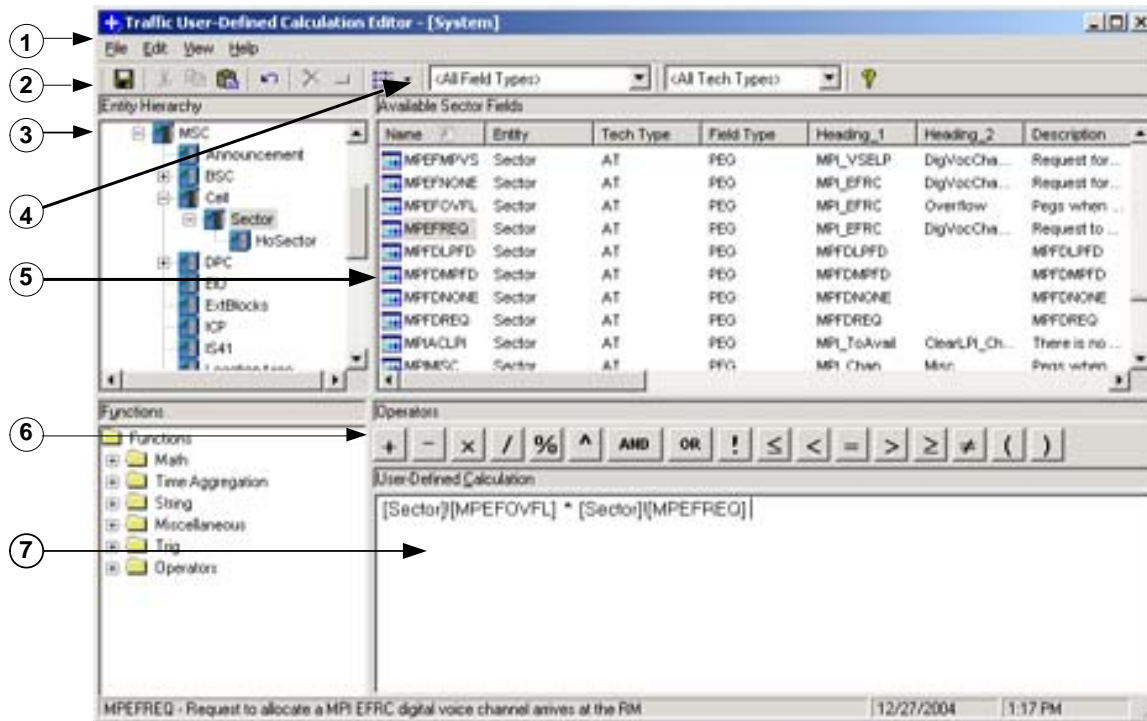 Traffic User-Defined Calculation Editor - [System]
1
File Edit View Help
2
<All Field Types> <All Tech Types>
Entity Hierarchy
Available Sector Fields
3
MSC
Announcement
BSC
Cell
Sector
HoSector
DPC
EIU
ExtBlocks
ICP
IS41
4
5
Name Entity Tech Type Field Type Heading_1 Heading_2 Description
MPEFMPVS Sector AT PEG MPI_VSELP DigVocCha... Request for...
MPEFNONE Sector AT PEG MPI_EFRC DigVocCha... Request for...
MPEFOVFL Sector AT PEG MPI_EFRC Overflow Pegs when ...
MPEFREQ Sector AT PEG MPI_EFRC DigVocCha... Request to ...
MPFDLPFD Sector AT PEG MPFDLPFD MPFDLPFD
MPFDMPFD Sector AT PEG MPFDMPFD MPFDMPFD
MPFDNONE Sector AT PEG MPFDNONE MPFDNONE
MPFDREQ Sector AT PEG MPFDREQ MPFDREQ
MPIACLPI Sector AT PEG MPI_ToAvail ClearLPI_Ch... There is no ...
MPIMISC Sector AT PEG MPI_Chan Misc Pegs when
Functions
Operators
6
Functions
Math
Time Aggregation
String
Miscellaneous
Trig
Operators
+ - × / % ^ AND OR ! ≤ < = > ≥ ≠ ( )
User-Defined Calculation
[Sector]![MPEFOVFL] * [Sector]![MPEFREQ]
7
MPEFREQ - Request to allocate a MPI EFRC digital voice channel arrives at the RM 12/27/2004 1:17 PM